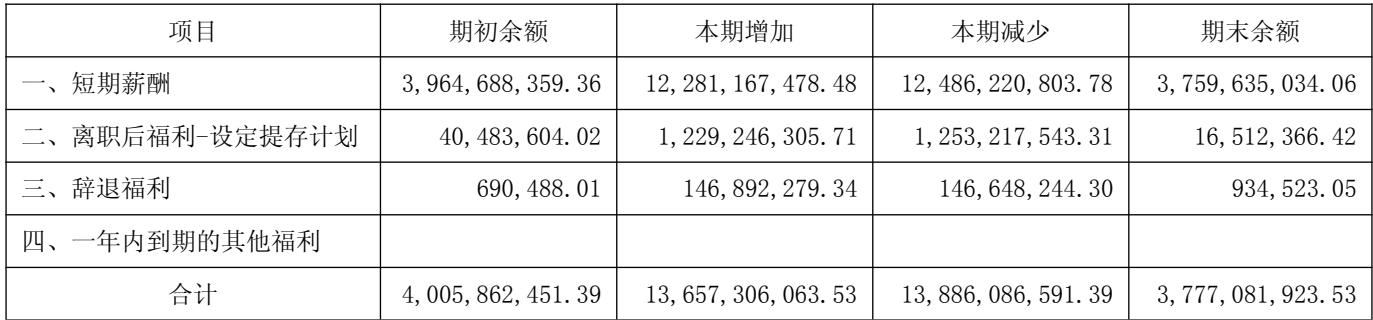 项目 期初余额 本期增加 本期减少 期末余额
一、短期薪酬 3,964,688,359.36 12,281,167,478.48 12,486,220,803.78 3,759,635,034.06
二、离职后福利-设定提存计划 40,483,604.02 1,229,246,305.71 1,253,217,543.31 16,512,366.42
三、辞退福利 690,488.01 146,892,279.34 146,648,244.30 934,523.05
四、一年内到期的其他福利
合计 4,005,862,451.39 13,657,306,063.53 13,886,086,591.39 3,777,081,923.53